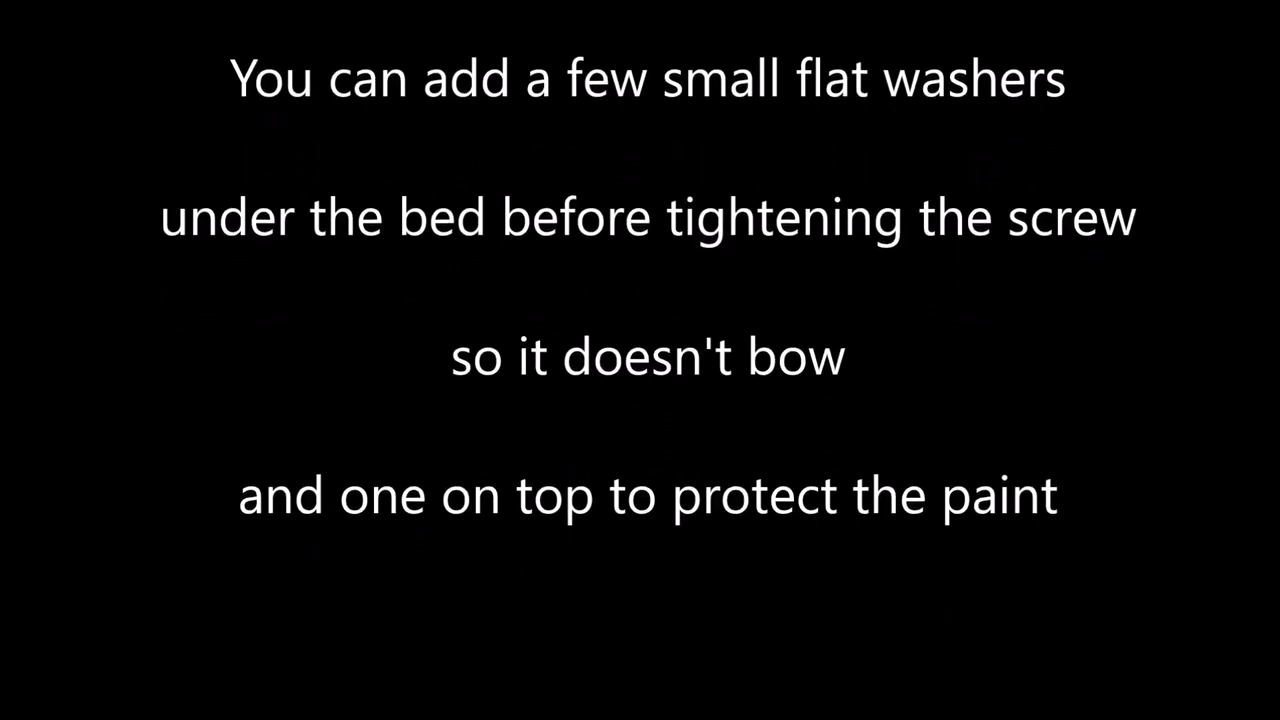 You can add a few small flat washers
under the bed before tightening the screw
so it doesn't bow
and one on top to protect the paint